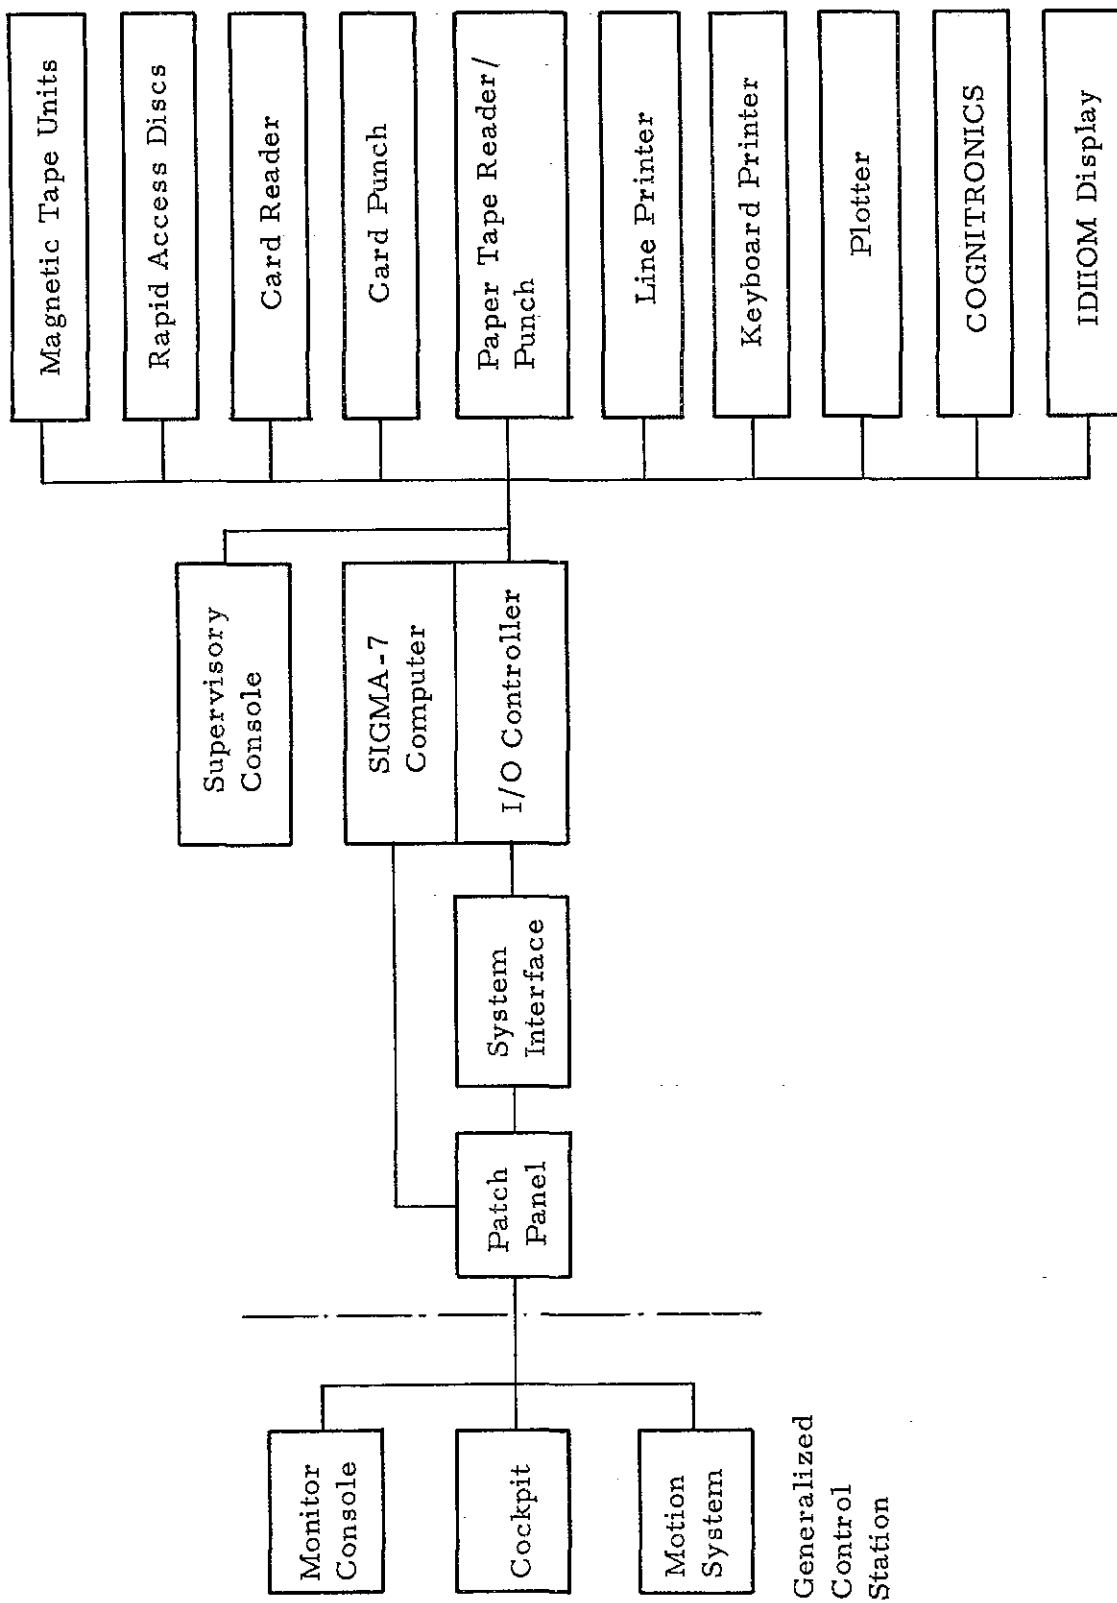 Magnetic Tape Units
Rapid Access Discs
Card Reader
Card Punch
Paper Tape Reader/
Punch
Line Printer
Keyboard Printer
Plotter
COGNITRONICS
IDIIOM Display
Supervisory
Console
SIGMA-7
Computer
I/O Controller
System
Interface
Patch
Panel
Monitor
Console
Cockpit
Motion
System
Generalized
Control
Station